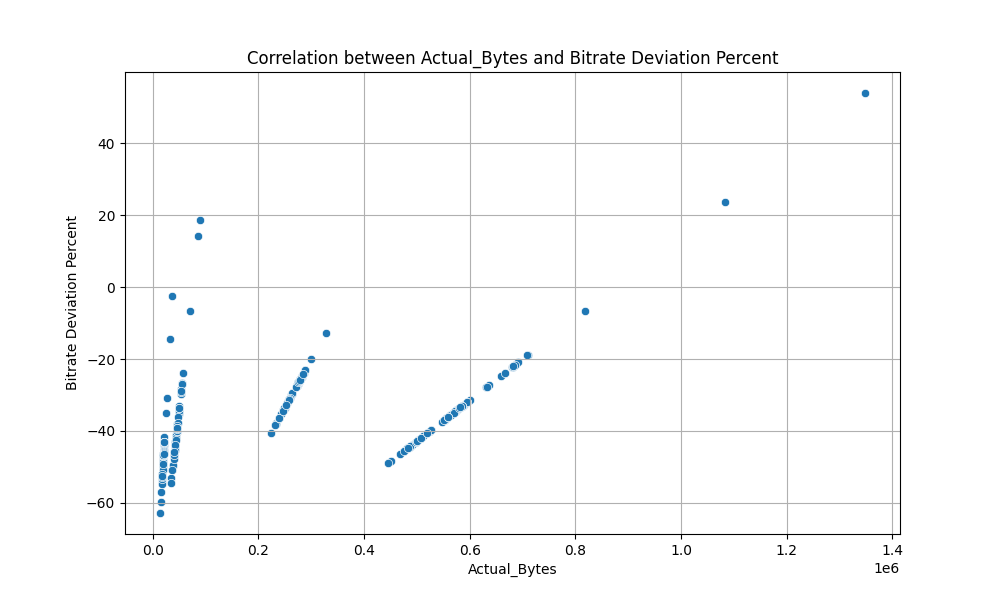 Correlation between Actual_Bytes and Bitrate Deviation Percent
Bitrate Deviation Percent
40
20
0
−20
−40
−60
0.0 0.2 0.4 0.6 0.8 1.0 1.2 1.4
1e6
Actual_Bytes